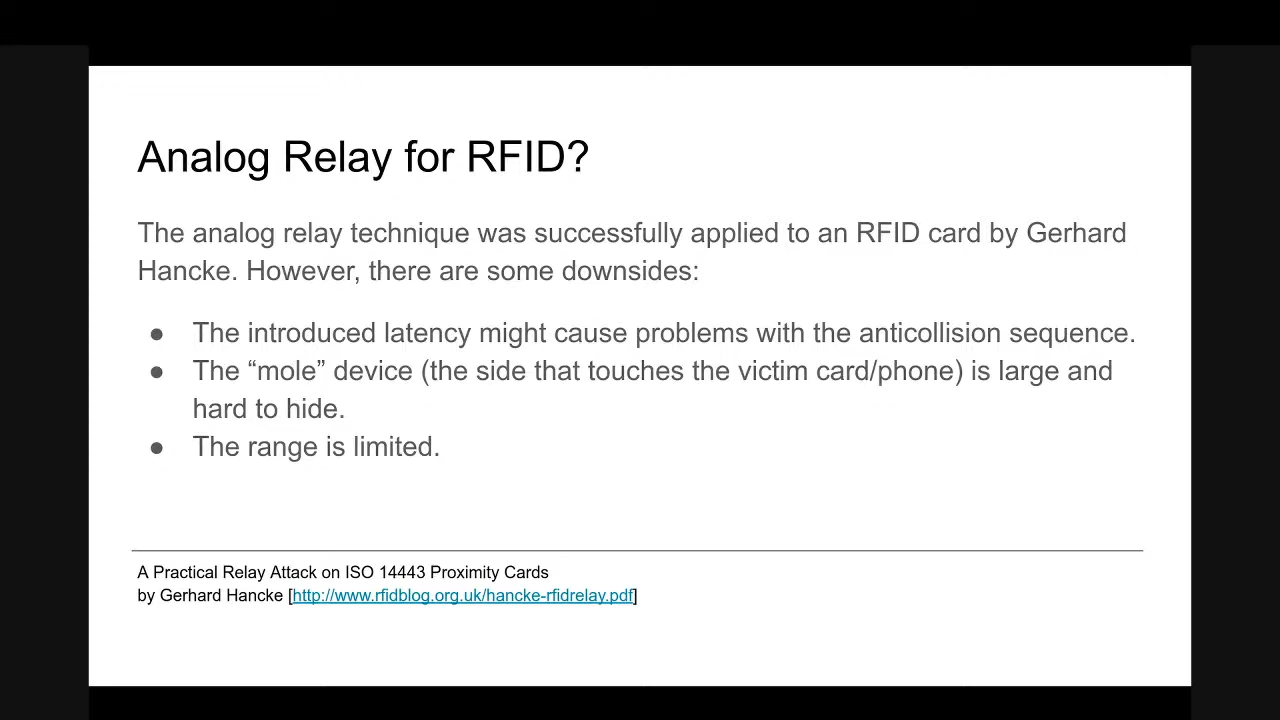 Analog Relay for RFID?
The analog relay technique was successfully applied to an RFID card by Gerhard
Hancke. However, there are some downsides:
● The introduced latency might cause problems with the anticollision sequence.
● The “mole” device (the side that touches the victim card/phone) is large and
hard to hide.
● The range is limited.
A Practical Relay Attack on ISO 14443 Proximity Cards
by Gerhard Hancke [http://www.rfidblog.org.uk/hancke-rfidrelay.pdf]